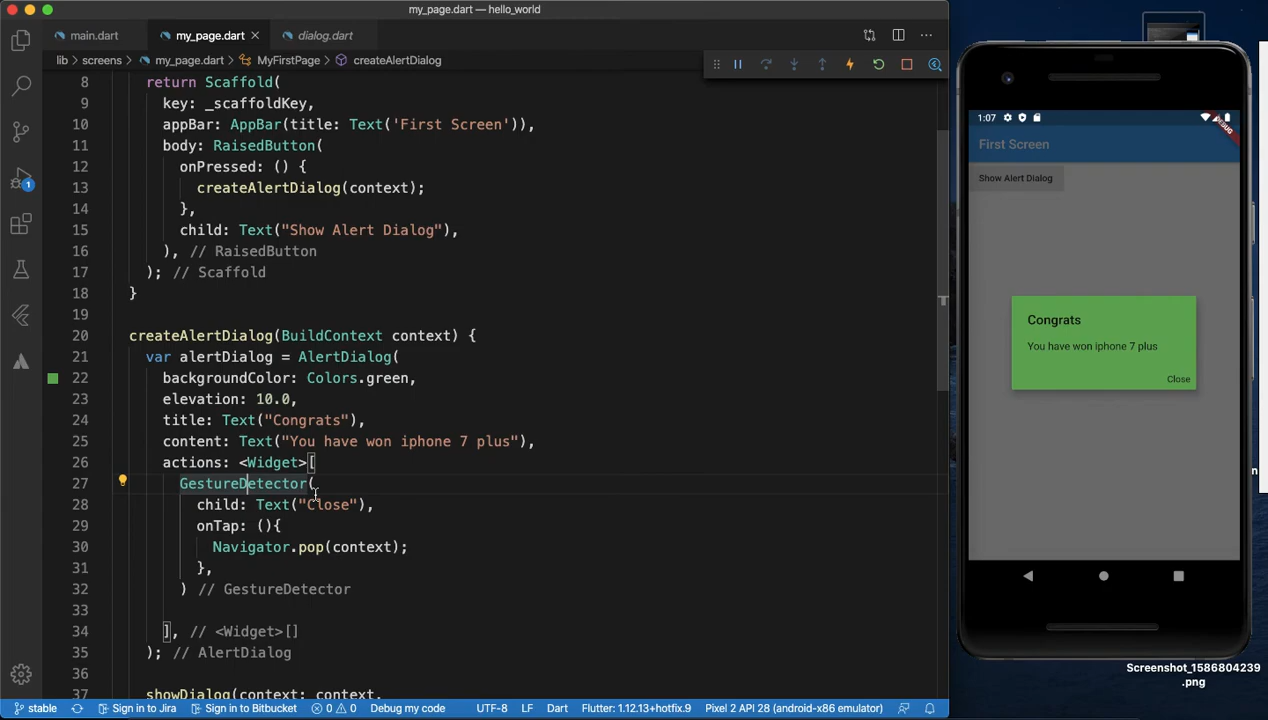 my_page.dart — hello_world
main.dart
my_page.dart
dialog.dart
lib
screens
my_page.dart
MyFirstPage
createAlertDialog
8 return Scaffold(
9 key: _scaffoldKey,
10 appBar: AppBar(title: Text('First Screen')),
11 body: RaisedButton(
12 onPressed: () {
13 createAlertDialog(context);
14 },
15 child: Text("Show Alert Dialog"),
16 ), // RaisedButton
17 ); // Scaffold
18 }
19
20 createAlertDialog(BuildContext context) {
21 var alertDialog = AlertDialog(
22 backgroundColor: Colors.green,
23 elevation: 10.0,
24 title: Text("Congrats"),
25 content: Text("You have won iphone 7 plus"),
26 actions: <Widget>[
27 GestureDetector(
28 child: Text("Close"),
29 onTap: (){
30 Navigator.pop(context);
31 },
32 ) // GestureDetector
33
34 ], // <Widget>[]
35 ); // AlertDialog
36
37 showDialog(context: context,
1
stable
Sign in to Jira
Sign in to Bitbucket
0
0
Debug my code
UTF-8
LF
Dart
Flutter: 1.12.13+hotfix.9
Pixel 2 API 28 (android-x86 emulator)
1:07
DEBUG
First Screen
Show Alert Dialog
Congrats
You have won iphone 7 plus
Close
Screenshot_1586804239
.png